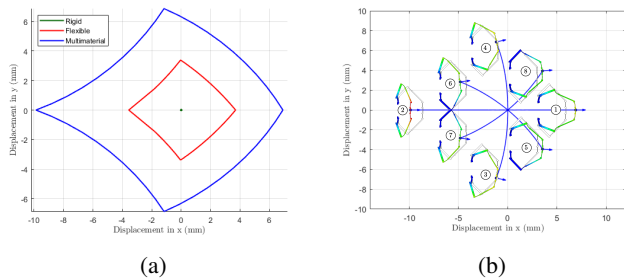 Rigid
Flexible
Multimaterial
6
4
2
0
-2
-4
-6
-10 -8 -6 -4 -2 0 2 4 6
Displacement in x (mm)
Displacement in y (mm)
(a)
10
8
6
4
2
0
-2
-4
-6
-8
-10
-10 -5 0 5 10
Displacement in x (mm)
Displacement in y (mm)
4
8
6
2
1
7
5
3
(b)